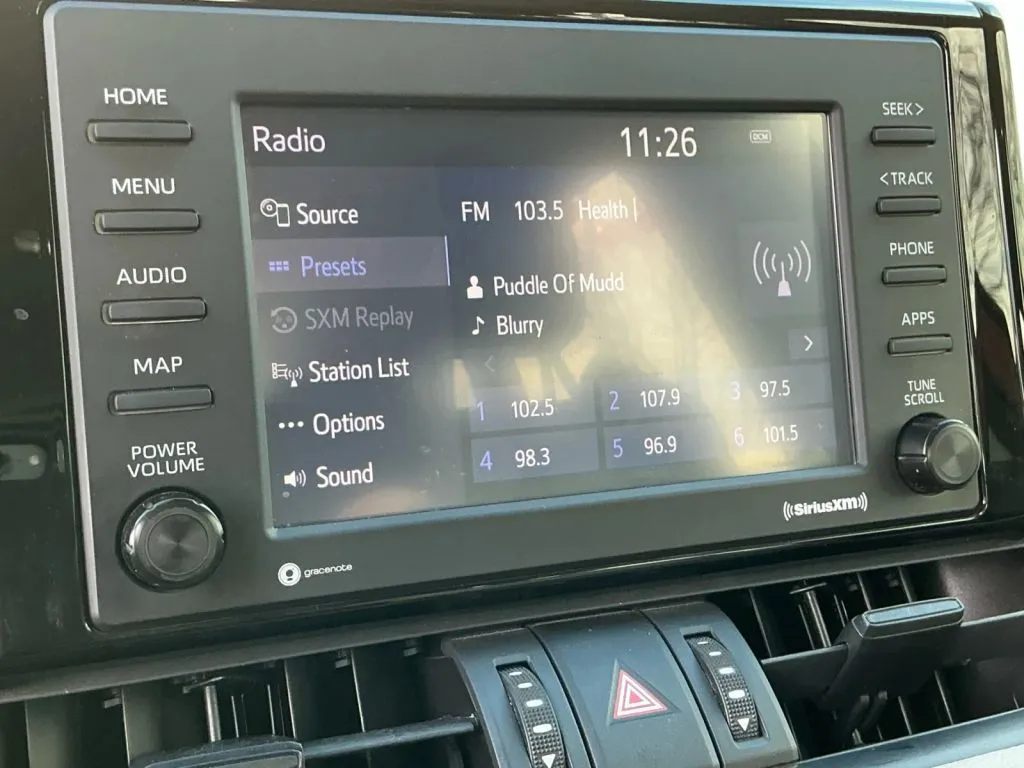 HOME
MENU
AUDIO
MAP
POWER
VOLUME
Radio
11:26
DCM
Source
Presets
SXM Replay
Station List
Options
Sound
FM 103.5 Health
Puddle Of Mudd
Blurry
1 102.5 2 107.9 3 97.5
4 98.3 5 96.9 6 101.5
SEEK >
< TRACK
PHONE
APPS
TUNE
SCROLL
gracenote
SiriusXM